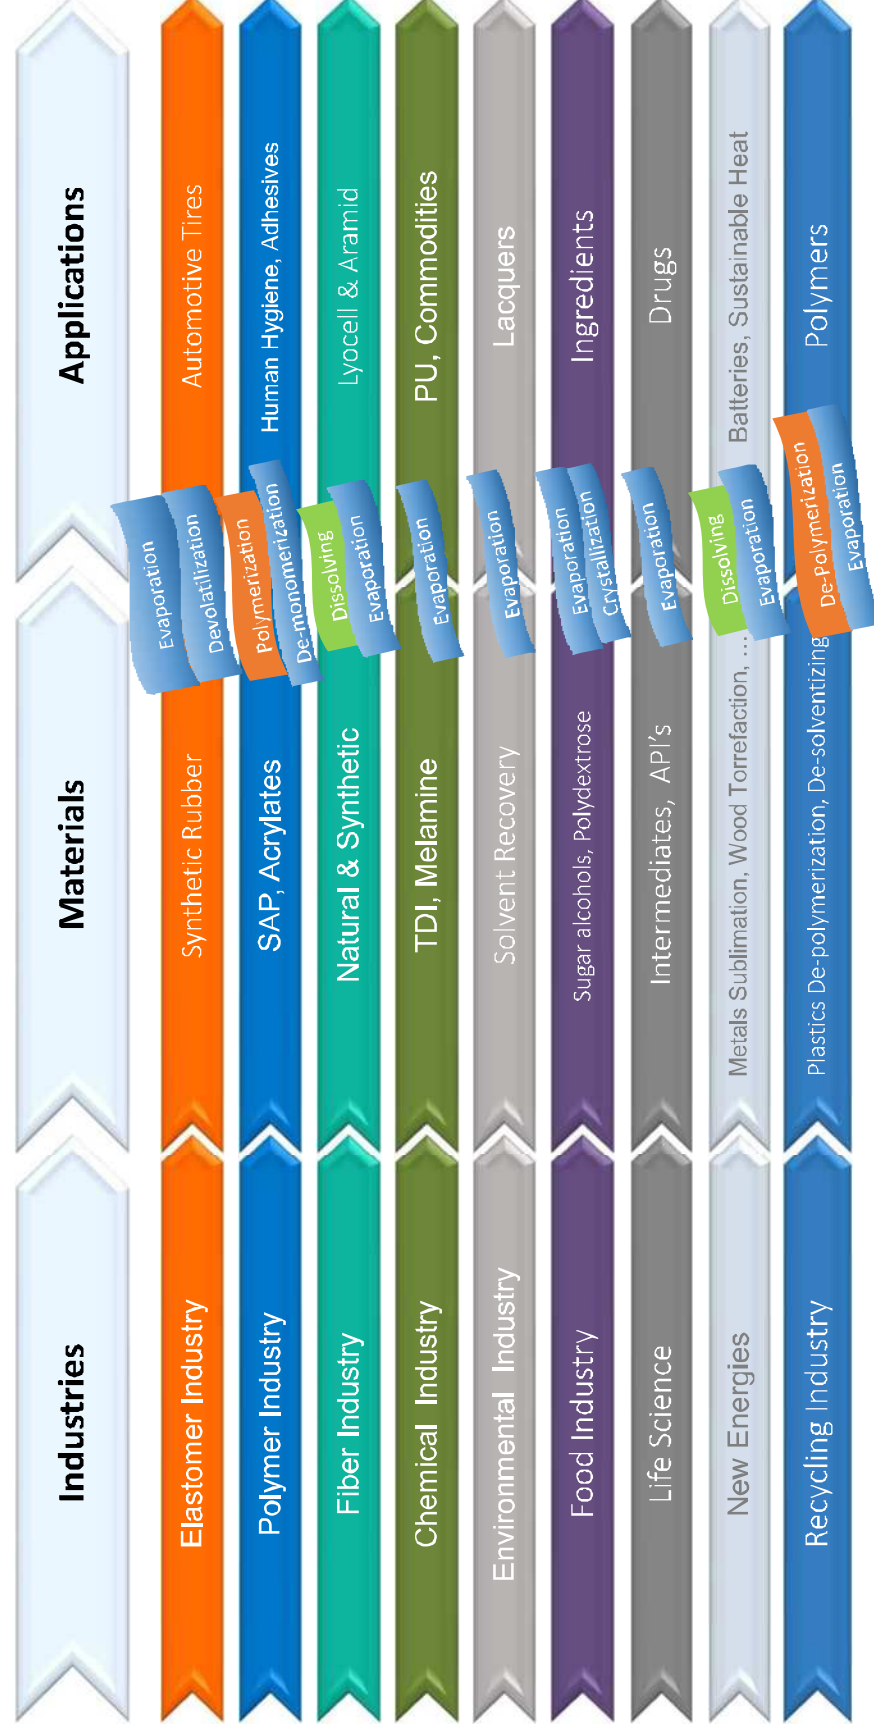 Industries
Materials
Applications
Elastomer Industry
Synthetic Rubber
Evaporation
Devolatilization
Automotive Tires
Polymer Industry
SAP, Acrylates
Polymerization
De-monomerization
Human Hygiene, Adhesives
Fiber Industry
Natural & Synthetic
Dissolving
Evaporation
Lyocell & Aramid
Chemical Industry
TDI, Melamine
Evaporation
PU, Commodities
Environmental Industry
Solvent Recovery
Evaporation
Lacquers
Food Industry
Sugar alcohols, Polydextrose
Evaporation
Crystallization
Ingredients
Life Science
Intermediates, API's
Evaporation
Drugs
New Energies
Metals Sublimation, Wood Torrefaction, ...
Dissolving
Evaporation
Batteries, Sustainable Heat
Recycling Industry
Plastics De-polymerization, De-solventizing
De-Polymerization
Evaporation
Polymers